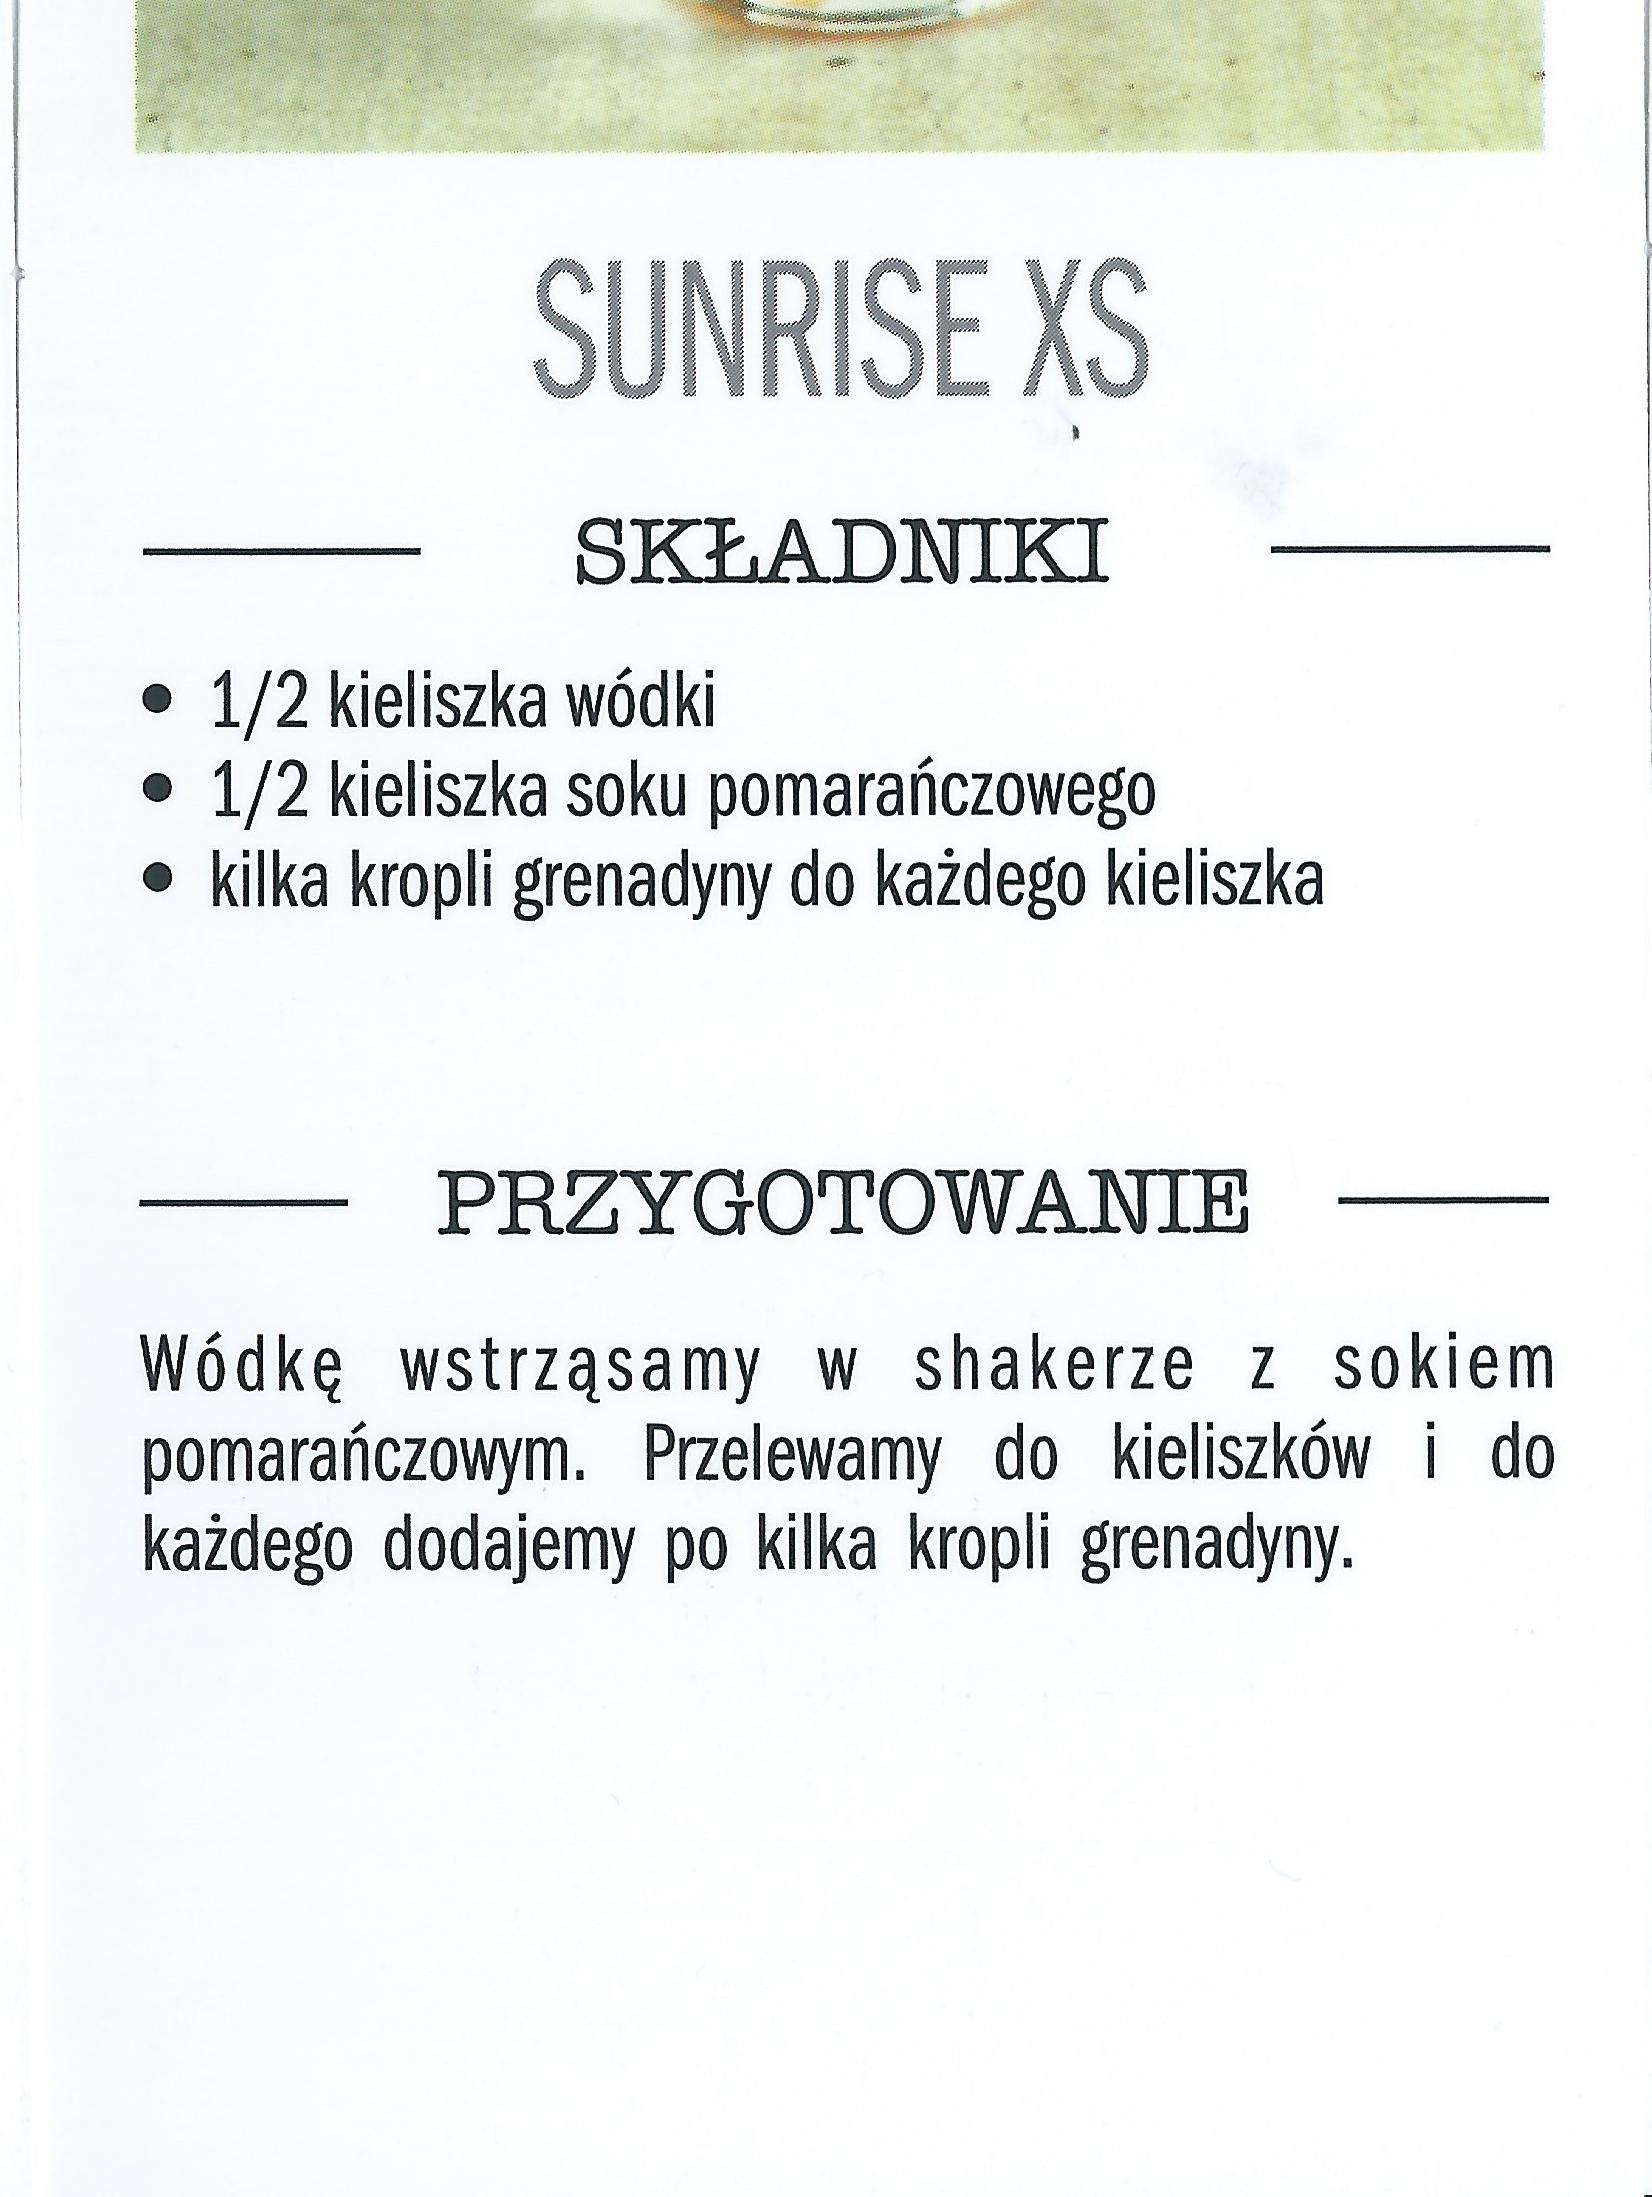 SUNRISE XS
SKŁADNIKI
• 1/2 kieliszka wódki
• 1/2 kieliszka soku pomarańczowego
• kilka kropli grenadyny do każdego kieliszka
PRZYGOTOWANIE
Wódkę wstrząsamy w shakerze z sokiem
pomarańczowym. Przelewamy do kieliszków i do
każdego dodajemy po kilka kropli grenadyny.